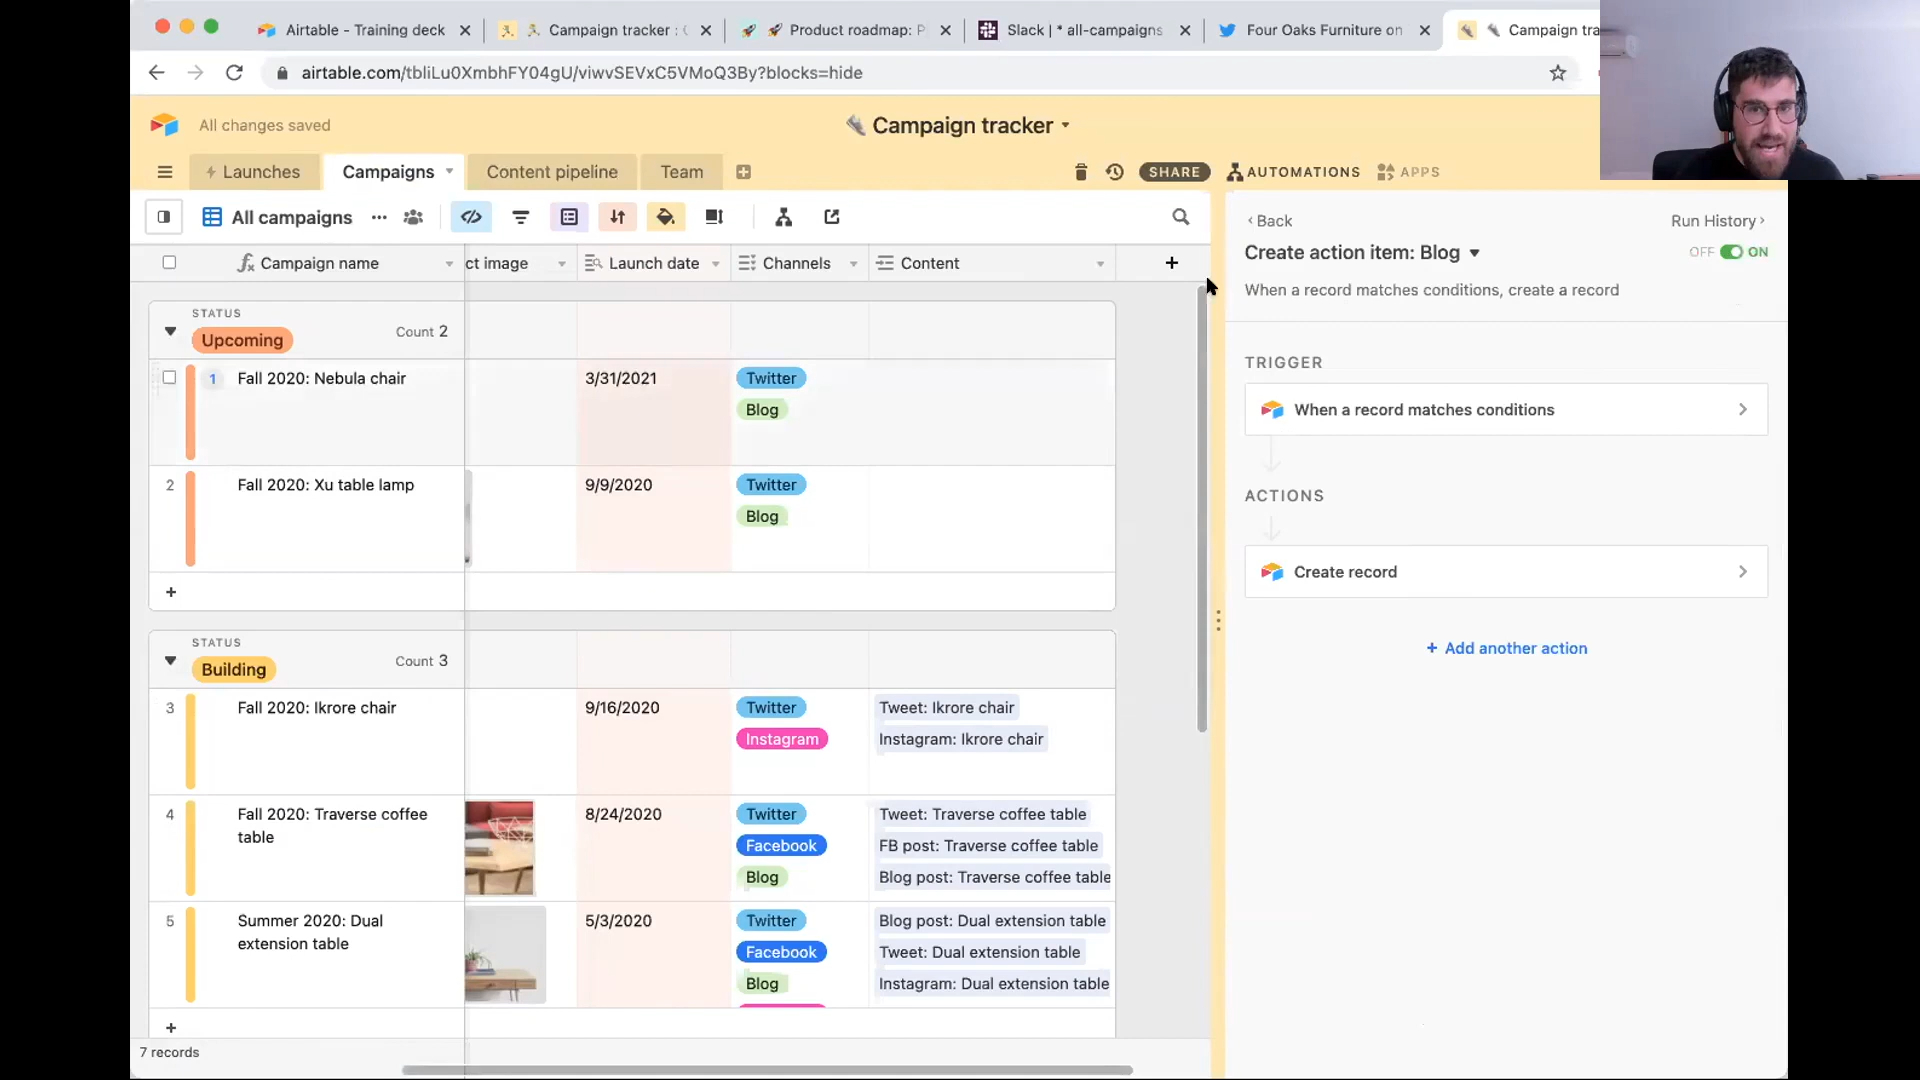 Airtable - Training deck
Campaign tracker : (
Product roadmap: P
Slack | * all-campaigns
Four Oaks Furniture on
Campaign tra
airtable.com/tbliLu0XmbhFY04gU/viwvSEVxC5VMoQ3By?blocks=hide
All changes saved
Campaign tracker
Launches
Campaigns
Content pipeline
Team
SHARE
AUTOMATIONS
APPS
All campaigns
Campaign name
ct image
Launch date
Channels
Content
STATUS
Upcoming
Count 2
1 Fall 2020: Nebula chair
3/31/2021
Twitter
Blog
2 Fall 2020: Xu table lamp
9/9/2020
Twitter
Blog
STATUS
Building
Count 3
3 Fall 2020: Ikrore chair
9/16/2020
Twitter
Instagram
Tweet: Ikrore chair
Instagram: Ikrore chair
4 Fall 2020: Traverse coffee
table
8/24/2020
Twitter
Facebook
Blog
Tweet: Traverse coffee table
FB post: Traverse coffee table
Blog post: Traverse coffee table
5 Summer 2020: Dual
extension table
5/3/2020
Twitter
Facebook
Blog
Blog post: Dual extension table
Tweet: Dual extension table
Instagram: Dual extension table
7 records
Back
Run History
Create action item: Blog
OFF ON
When a record matches conditions, create a record
TRIGGER
When a record matches conditions
ACTIONS
Create record
+ Add another action